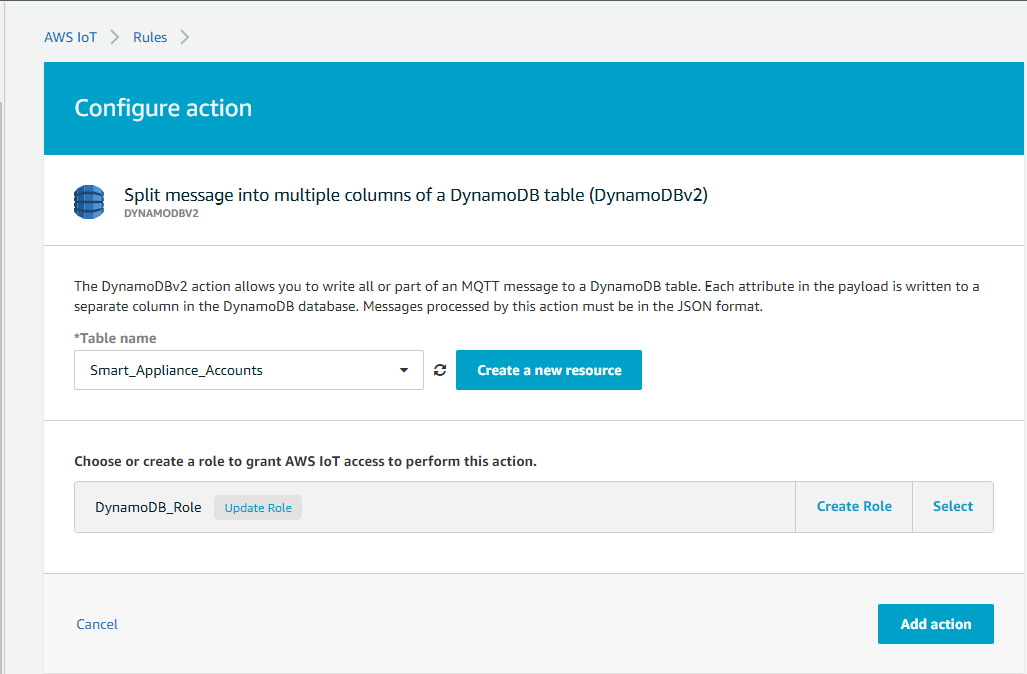 AWS IoT > Rules >
Configure action
Split message into multiple columns of a DynamoDB table (DynamoDBv2)
DYNAMODBV2
The DynamoDBv2 action allows you to write all or part of an MQTT message to a DynamoDB table. Each attribute in the payload is written to a
separate column in the DynamoDB database. Messages processed by this action must be in the JSON format.
*Table name
Smart_Appliance_Accounts Create a new resource
Choose or create a role to grant AWS IoT access to perform this action.
DynamoDB_Role Update Role Create Role Select
Cancel Add action